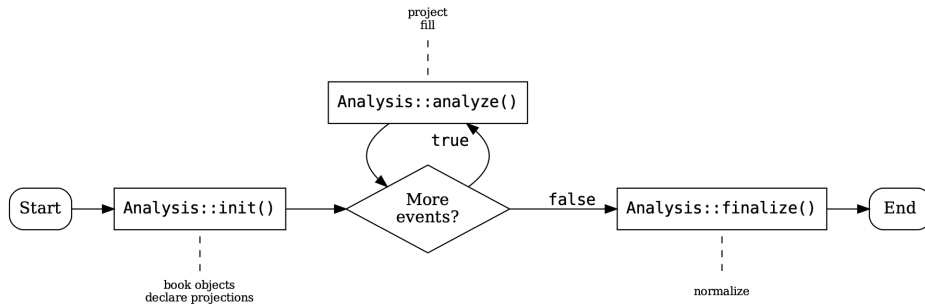 project
fill
Analysis::analyze()
true
Start
Analysis::init()
More
events?
false
Analysis::finalize()
End
book objects
declare projections
normalize